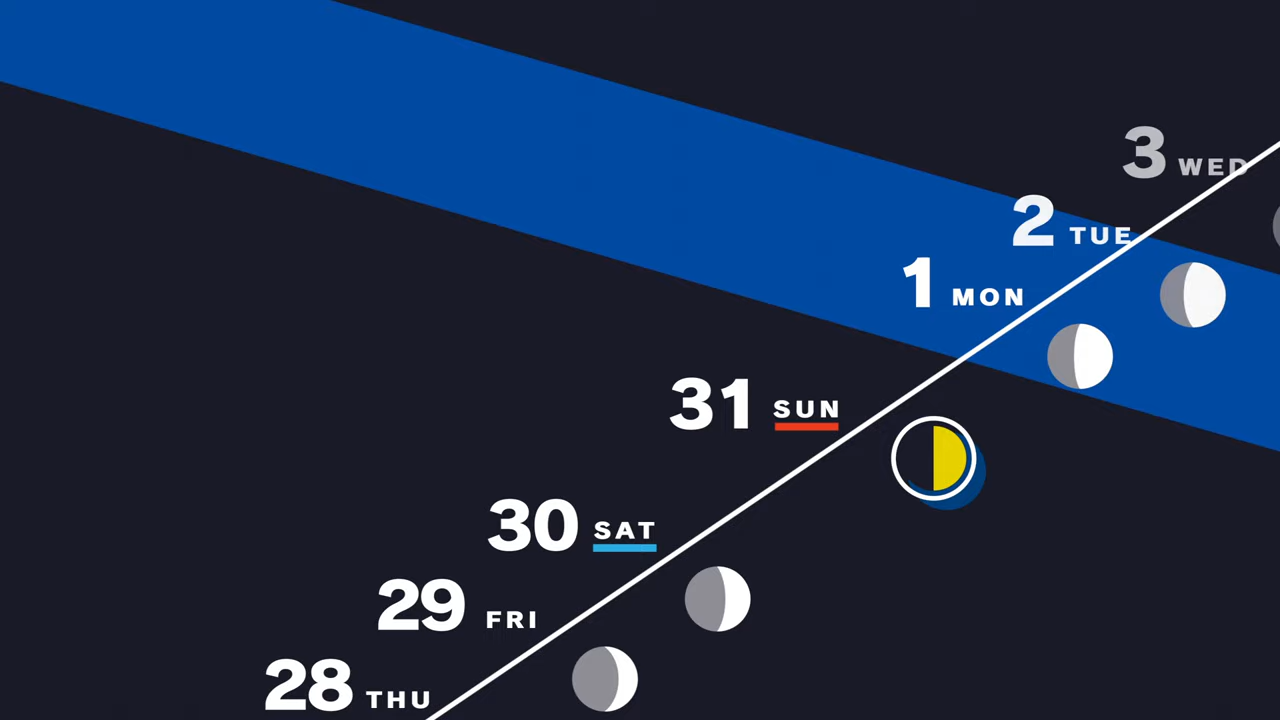 3 WED
2 TUE
1 MON
31 SUN
30 SAT
29 FRI
28 THU